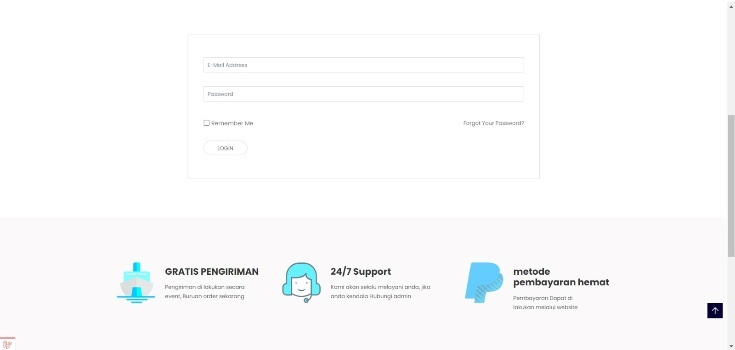 E-Mail Address
Password
Remember Me
Forgot Your Password?
LOGIN
GRATIS PENGIRIMAN
Pengiriman di lakukan secara
event, Buruan order sekarang
24/7 Support
Kami akan selalu melayani anda, jika
anda kendala Hubungi admin
metode
pembayaran hemat
Pembayaran Dapat di
lakukan melalui website